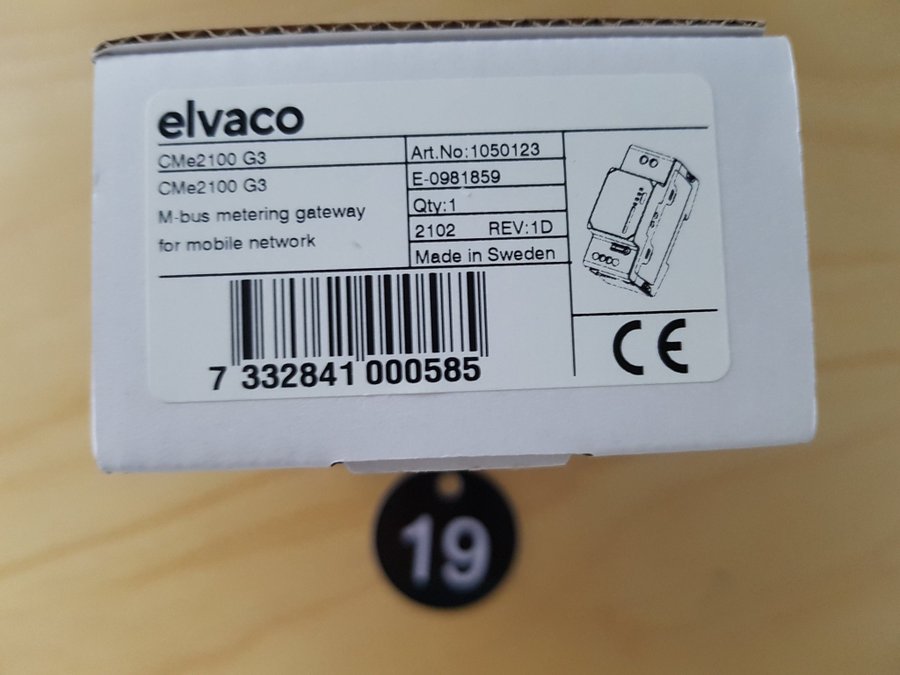 elvaco
CMe2100 G3
CMe2100 G3
M-bus metering gateway
for mobile network
Art.No:1050123
E-0981859
Qty:1
2102 REV:1D
Made in Sweden
7 332841 000585
CE
19